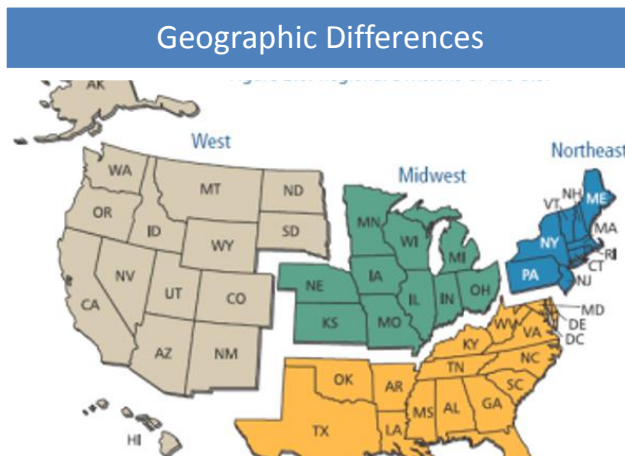 Geographic Differences
AK
West
Northeast
Midwest
WA
MT
ND
MN
VT
NH
ME
OR
ID
SD
WI
MI
NY
MA
WY
RI
CT
NV
NE
IA
PA
NJ
UT
CO
IL
IN
OH
CA
KS
MO
MD
WV
VA
DE
DC
KY
AZ
NM
NC
TN
OK
AR
SC
MS
AL
GA
TX
LA
HI